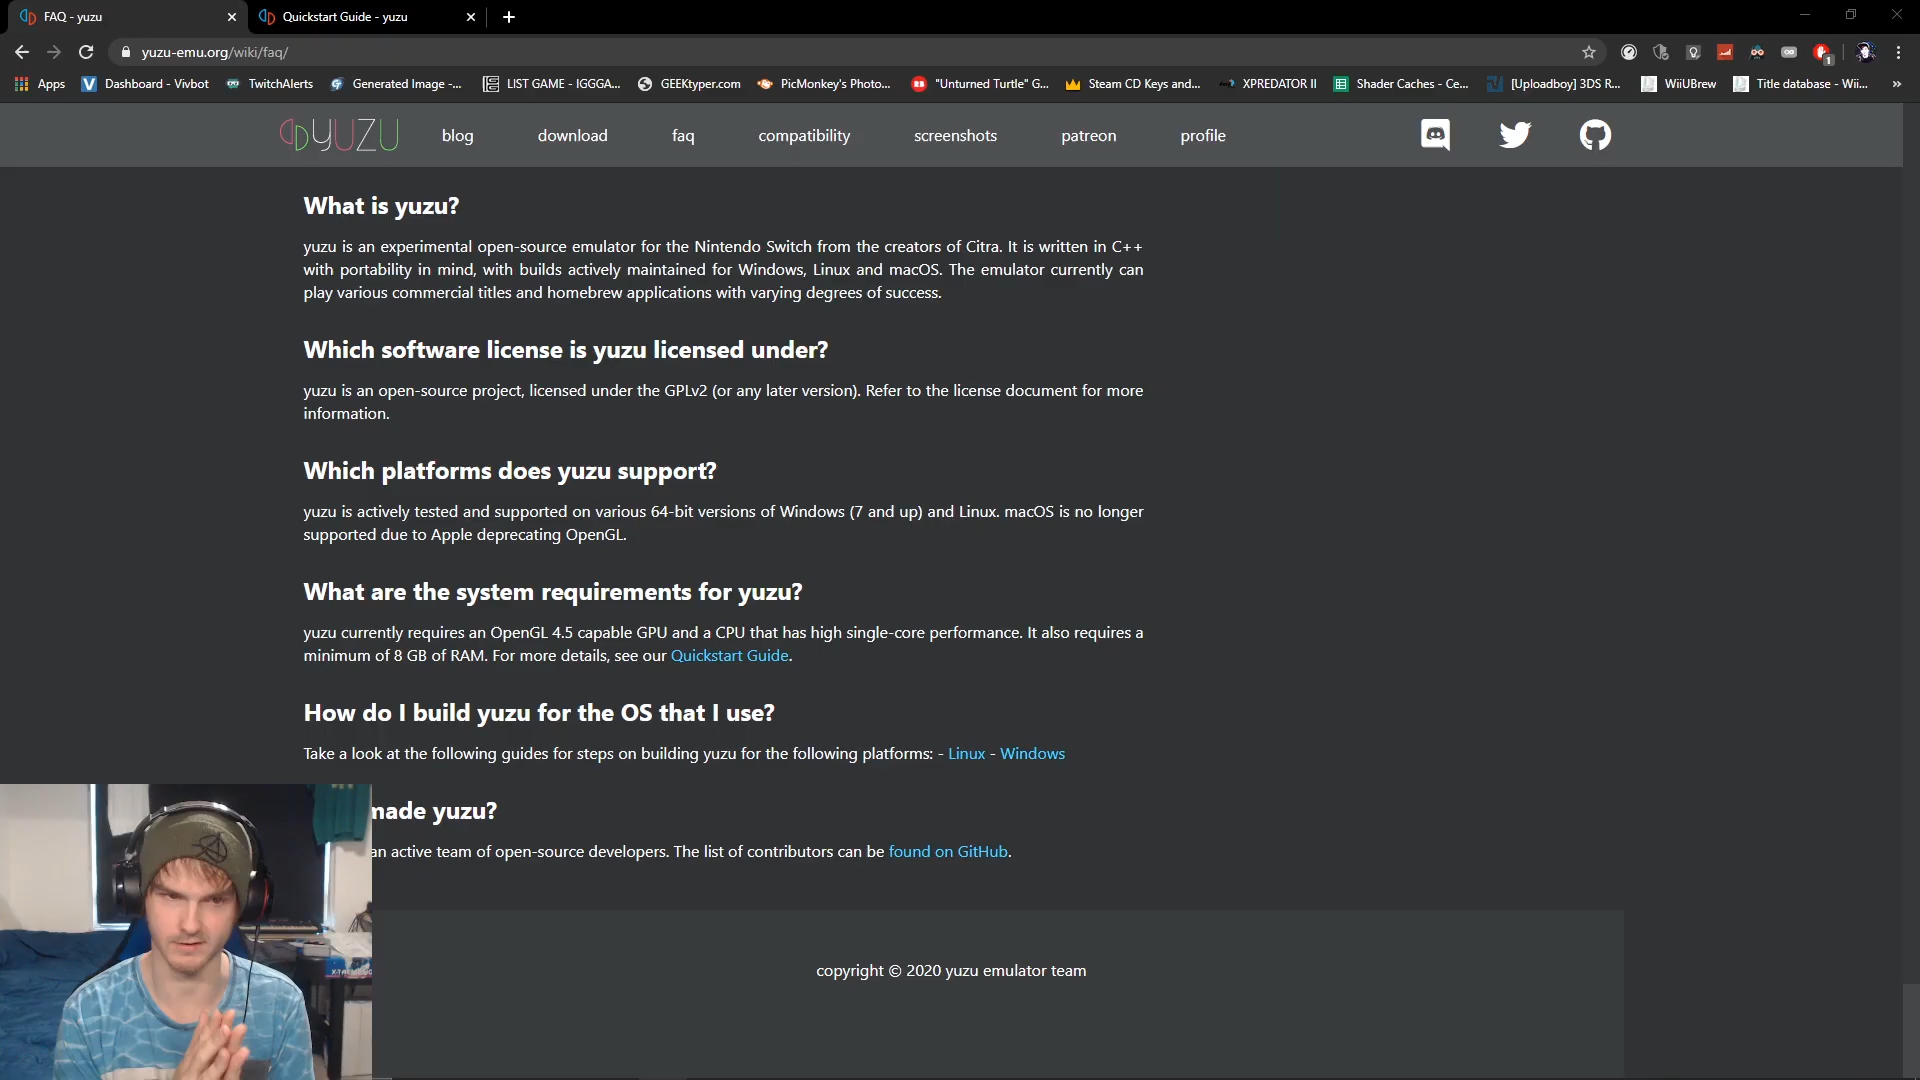 FAQ - yuzu
Quickstart Guide - yuzu
yuzu-emu.org/wiki/faq/
1
Apps
Dashboard - Vivbot
TwitchAlerts
Generated Image -...
LIST GAME - IGGGA...
GEEKtyper.com
PicMonkey's Photo...
"Unturned Turtle" G...
Steam CD Keys and...
XPREDATOR II
Shader Caches - Ce...
[Uploadboy] 3DS R...
WiiUBrew
Title database - Wii...
»
YUZU
blog
download
faq
compatibility
screenshots
patreon
profile
What is yuzu?
yuzu is an experimental open-source emulator for the Nintendo Switch from the creators of Citra. It is written in C++
with portability in mind, with builds actively maintained for Windows, Linux and macOS. The emulator currently can
play various commercial titles and homebrew applications with varying degrees of success.
Which software license is yuzu licensed under?
yuzu is an open-source project, licensed under the GPLv2 (or any later version). Refer to the license document for more
information.
Which platforms does yuzu support?
yuzu is actively tested and supported on various 64-bit versions of Windows (7 and up) and Linux. macOS is no longer
supported due to Apple deprecating OpenGL.
What are the system requirements for yuzu?
yuzu currently requires an OpenGL 4.5 capable GPU and a CPU that has high single-core performance. It also requires a
minimum of 8 GB of RAM. For more details, see our Quickstart Guide.
How do I build yuzu for the OS that I use?
Take a look at the following guides for steps on building yuzu for the following platforms: - Linux - Windows
made yuzu?
an active team of open-source developers. The list of contributors can be found on GitHub.
copyright © 2020 yuzu emulator team